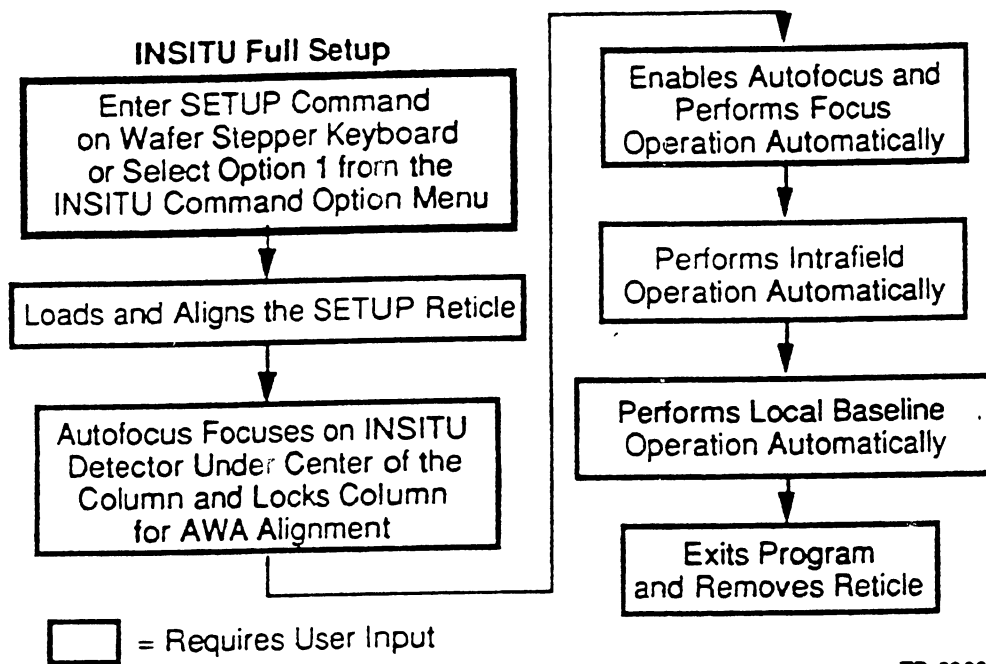 INSITU Full Setup
Enter SETUP Command
on Wafer Stepper Keyboard
or Select Option 1 from the
INSITU Command Option Menu
Loads and Aligns the SETUP Reticle
Autofocus Focuses on INSITU
Detector Under Center of the
Column and Locks Column
for AWA Alignment
= Requires User Input
Enables Autofocus and
Performs Focus
Operation Automatically
Performs Intrafield
Operation Automatically
Performs Local Baseline
Operation Automatically
Exits Program
and Removes Reticle